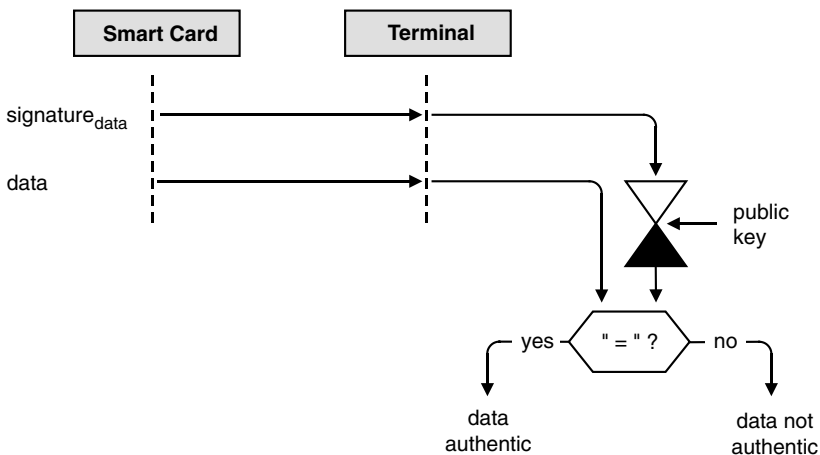 Smart Card
Terminal
signature_data
data
public
key
yes
" = " ?
no
data
authentic
data not
authentic